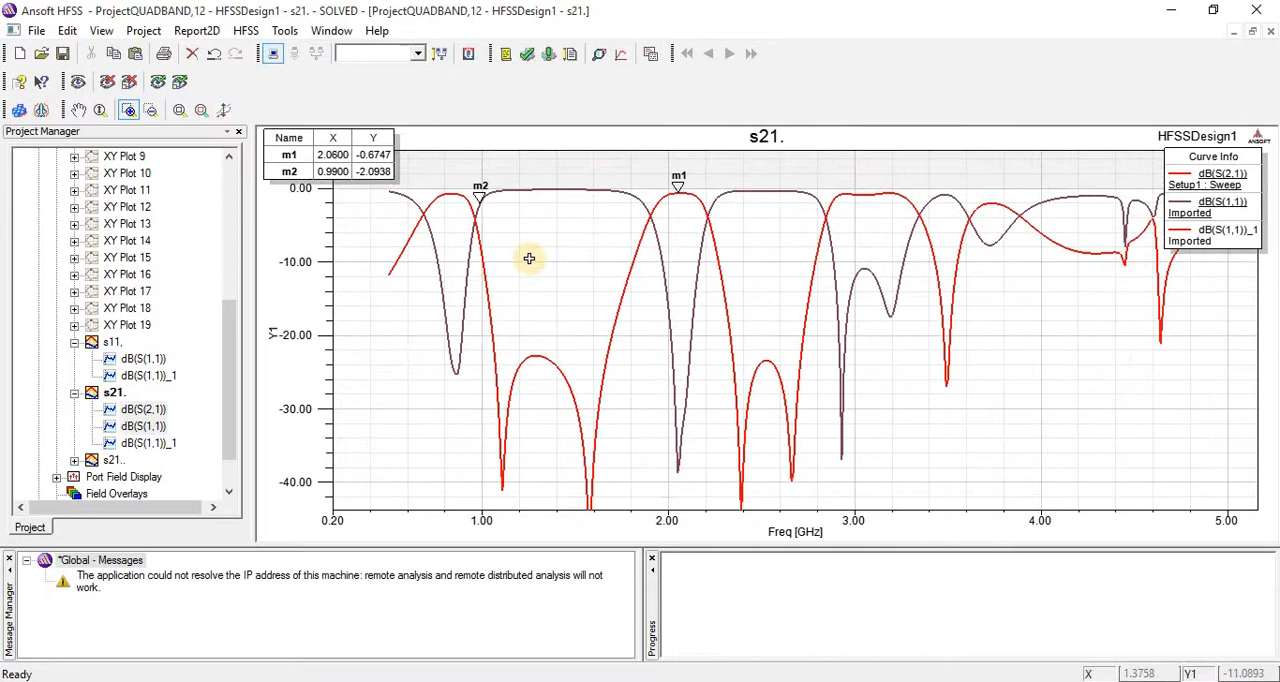 Ansoft HFSS - ProjectQUADBAND,12 - HFSSDesign1 - s21. - SOLVED - [ProjectQUADBAND,12 - HFSSDesign1 - s21.]
File Edit View Project Report2D HFSS Tools Window Help
Project Manager
XY Plot 9
XY Plot 10
XY Plot 11
XY Plot 12
XY Plot 13
XY Plot 14
XY Plot 15
XY Plot 16
XY Plot 17
XY Plot 18
XY Plot 19
s11.
dB(S(1,1))
dB(S(1,1))_1
s21.
dB(S(2,1))
dB(S(1,1))
dB(S(1,1))_1
s21..
Port Field Display
Field Overlays
Project
Name X Y
m1 2.0600 -0.6747
m2 0.9900 -2.0938
s21.
HFSSDesign1
ANSOFT
Curve Info
dB(S(2,1))
Setup1 : Sweep
dB(S(1,1))
Imported
dB(S(1,1))_1
Imported
m2
m1
0.00
-10.00
-20.00
-30.00
-40.00
Y1
0.20 1.00 2.00 3.00 4.00 5.00
Freq [GHz]
*Global - Messages
The application could not resolve the IP address of this machine: remote analysis and remote distributed analysis will not
work.
Message Manager
Progress
Ready
X 1.3758 Y1 -11.0893